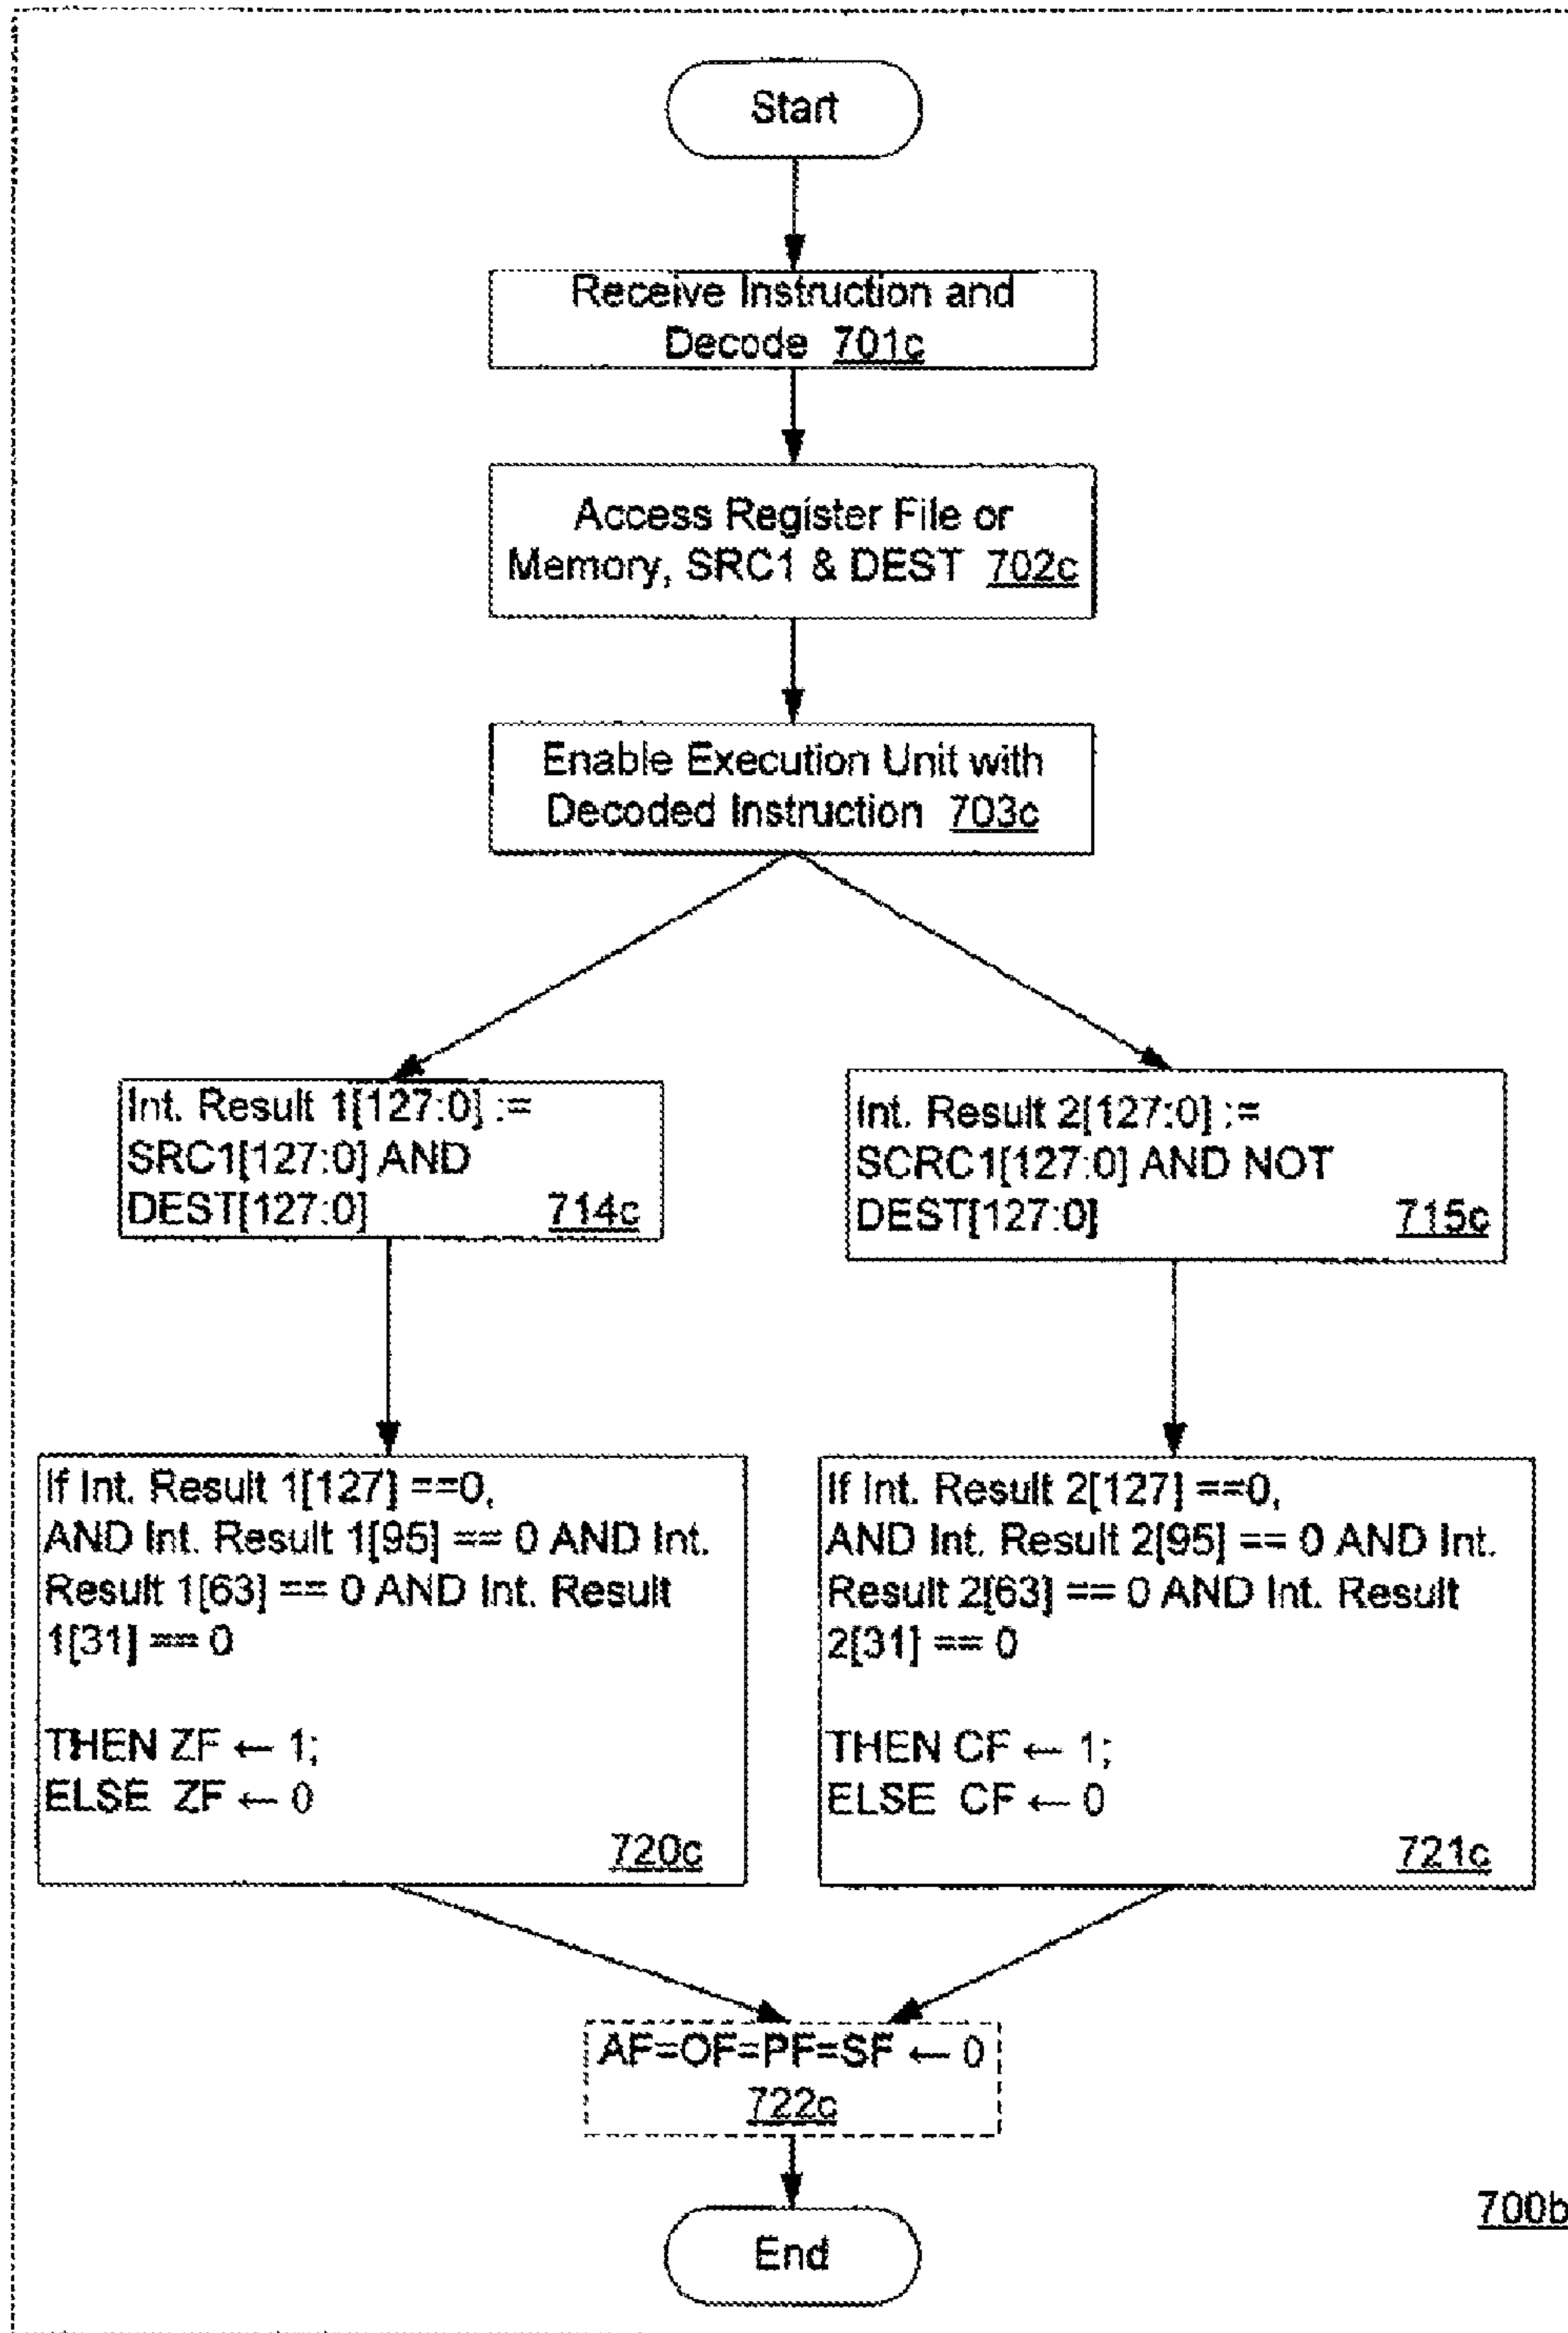 Start
Receive Instruction and
Decode 701c
Access Register File or
Memory, SRC1 & DEST 702c
Enable Execution Unit with
Decoded Instruction 703c
Int. Result 1[127:0] :=
SRC1[127:0] AND
DEST[127:0] 714c
Int. Result 2[127:0] :=
SCRC1[127:0] AND NOT
DEST[127:0] 715c
If Int. Result 1[127] ==0,
AND Int. Result 1[95] == 0 AND Int.
Result 1[63] == 0 AND Int. Result
1[31] == 0
THEN ZF ← 1;
ELSE ZF ← 0
720c
If Int. Result 2[127] ==0,
AND Int. Result 2[95] == 0 AND Int.
Result 2[63] == 0 AND Int. Result
2[31] == 0
THEN CF ← 1;
ELSE CF ← 0
721c
AF=OF=PF=SF ← 0
722c
End
700b